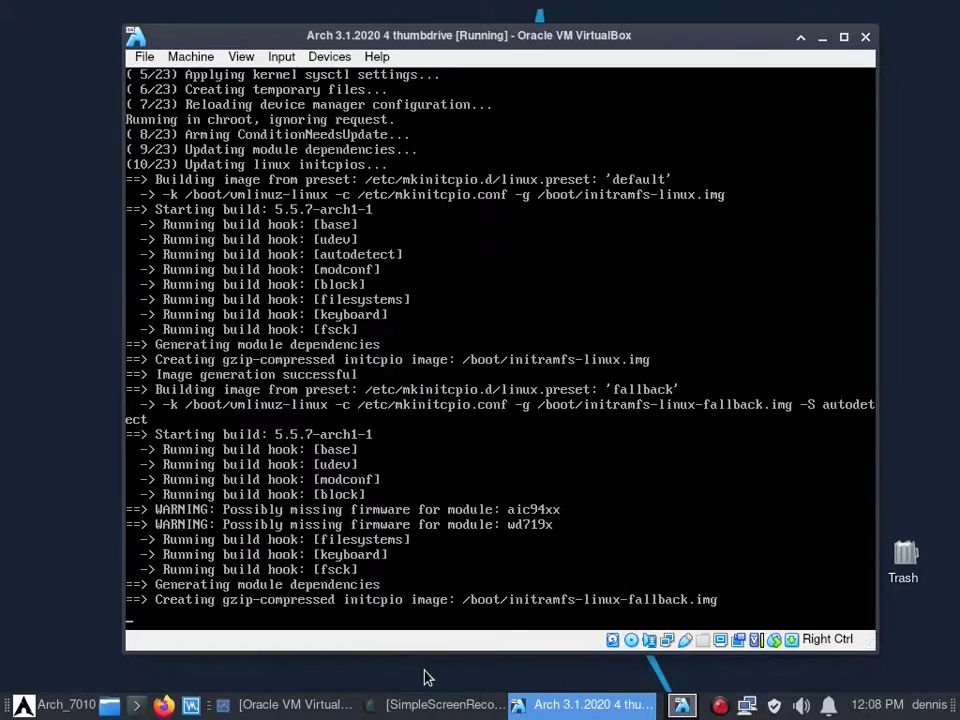 Arch 3.1.2020 4 thumbdrive [Running] - Oracle VM VirtualBox
File Machine View Input Devices Help
( 5/23) Applying kernel sysctl settings...
( 6/23) Creating temporary files...
( 7/23) Reloading device manager configuration...
Running in chroot, ignoring request.
( 8/23) Arming ConditionNeedsUpdate...
( 9/23) Updating module dependencies...
(10/23) Updating linux initcpios...
==> Building image from preset: /etc/mkinitcpio.d/linux.preset: 'default'
  -> -k /boot/vmlinuz-linux -c /etc/mkinitcpio.conf -g /boot/initramfs-linux.img
==> Starting build: 5.5.7-arch1-1
  -> Running build hook: [base]
  -> Running build hook: [udev]
  -> Running build hook: [autodetect]
  -> Running build hook: [modconf]
  -> Running build hook: [block]
  -> Running build hook: [filesystems]
  -> Running build hook: [keyboard]
  -> Running build hook: [fsck]
==> Generating module dependencies
==> Creating gzip-compressed initcpio image: /boot/initramfs-linux.img
==> Image generation successful
==> Building image from preset: /etc/mkinitcpio.d/linux.preset: 'fallback'
  -> -k /boot/vmlinuz-linux -c /etc/mkinitcpio.conf -g /boot/initramfs-linux-fallback.img -S autodet
ect
==> Starting build: 5.5.7-arch1-1
  -> Running build hook: [base]
  -> Running build hook: [udev]
  -> Running build hook: [modconf]
  -> Running build hook: [block]
==> WARNING: Possibly missing firmware for module: aic94xx
==> WARNING: Possibly missing firmware for module: wd719x
  -> Running build hook: [filesystems]
  -> Running build hook: [keyboard]
  -> Running build hook: [fsck]
==> Generating module dependencies
==> Creating gzip-compressed initcpio image: /boot/initramfs-linux-fallback.img
Trash
Right Ctrl
Arch_7010 [Oracle VM Virtual... [SimpleScreenReco... Arch 3.1.2020 4 thu... 12:08 PM dennis